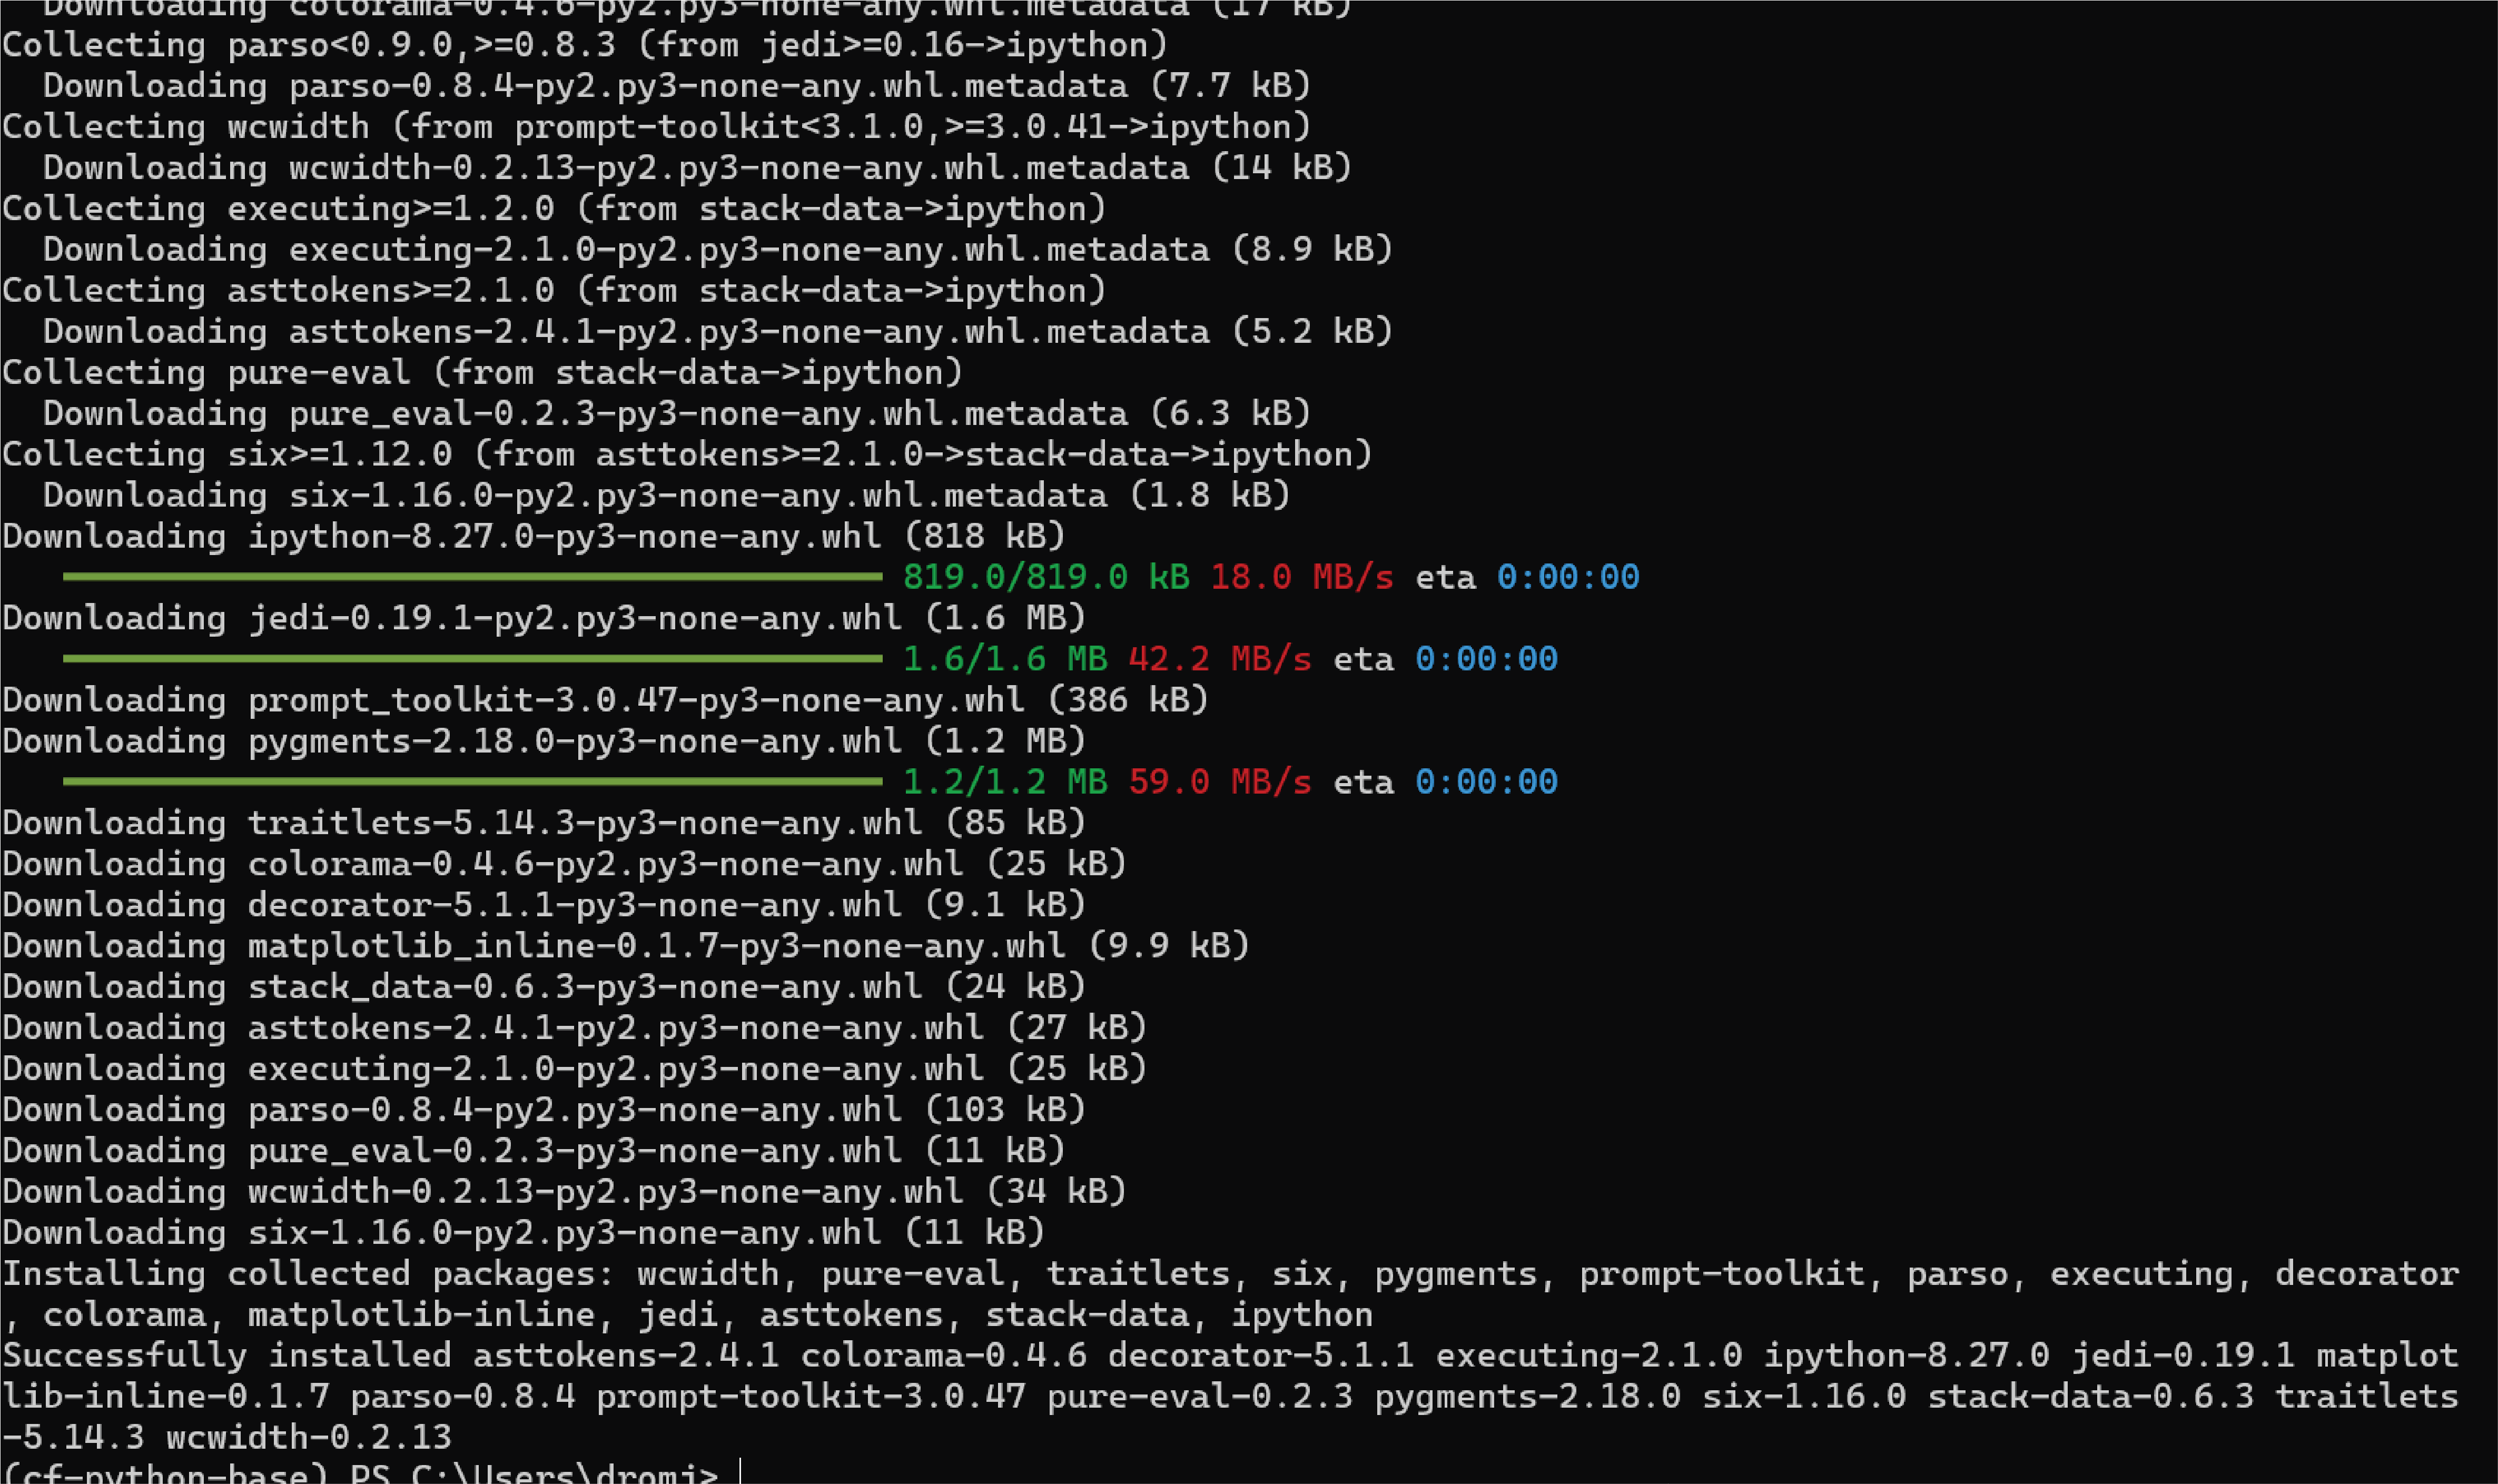 Downloading colorama-0.4.6-py2.py3-none-any.whl.metadata (17 kB)
Collecting parso<0.9.0,>=0.8.3 (from jedi>=0.16->ipython)
  Downloading parso-0.8.4-py2.py3-none-any.whl.metadata (7.7 kB)
Collecting wcwidth (from prompt-toolkit<3.1.0,>=3.0.41->ipython)
  Downloading wcwidth-0.2.13-py2.py3-none-any.whl.metadata (14 kB)
Collecting executing>=1.2.0 (from stack-data->ipython)
  Downloading executing-2.1.0-py2.py3-none-any.whl.metadata (8.9 kB)
Collecting asttokens>=2.1.0 (from stack-data->ipython)
  Downloading asttokens-2.4.1-py2.py3-none-any.whl.metadata (5.2 kB)
Collecting pure-eval (from stack-data->ipython)
  Downloading pure_eval-0.2.3-py3-none-any.whl.metadata (6.3 kB)
Collecting six>=1.12.0 (from asttokens>=2.1.0->stack-data->ipython)
  Downloading six-1.16.0-py2.py3-none-any.whl.metadata (1.8 kB)
Downloading ipython-8.27.0-py3-none-any.whl (818 kB)
819.0/819.0 kB 18.0 MB/s eta 0:00:00
Downloading jedi-0.19.1-py2.py3-none-any.whl (1.6 MB)
1.6/1.6 MB 42.2 MB/s eta 0:00:00
Downloading prompt_toolkit-3.0.47-py3-none-any.whl (386 kB)
Downloading pygments-2.18.0-py3-none-any.whl (1.2 MB)
1.2/1.2 MB 59.0 MB/s eta 0:00:00
Downloading traitlets-5.14.3-py3-none-any.whl (85 kB)
Downloading colorama-0.4.6-py2.py3-none-any.whl (25 kB)
Downloading decorator-5.1.1-py3-none-any.whl (9.1 kB)
Downloading matplotlib_inline-0.1.7-py3-none-any.whl (9.9 kB)
Downloading stack_data-0.6.3-py3-none-any.whl (24 kB)
Downloading asttokens-2.4.1-py2.py3-none-any.whl (27 kB)
Downloading executing-2.1.0-py2.py3-none-any.whl (25 kB)
Downloading parso-0.8.4-py2.py3-none-any.whl (103 kB)
Downloading pure_eval-0.2.3-py3-none-any.whl (11 kB)
Downloading wcwidth-0.2.13-py2.py3-none-any.whl (34 kB)
Downloading six-1.16.0-py2.py3-none-any.whl (11 kB)
Installing collected packages: wcwidth, pure-eval, traitlets, six, pygments, prompt-toolkit, parso, executing, decorator
, colorama, matplotlib-inline, jedi, asttokens, stack-data, ipython
Successfully installed asttokens-2.4.1 colorama-0.4.6 decorator-5.1.1 executing-2.1.0 ipython-8.27.0 jedi-0.19.1 matplot
lib-inline-0.1.7 parso-0.8.4 prompt-toolkit-3.0.47 pure-eval-0.2.3 pygments-2.18.0 six-1.16.0 stack-data-0.6.3 traitlets
-5.14.3 wcwidth-0.2.13
(cf-python-base) PS C:\Users\dromi>